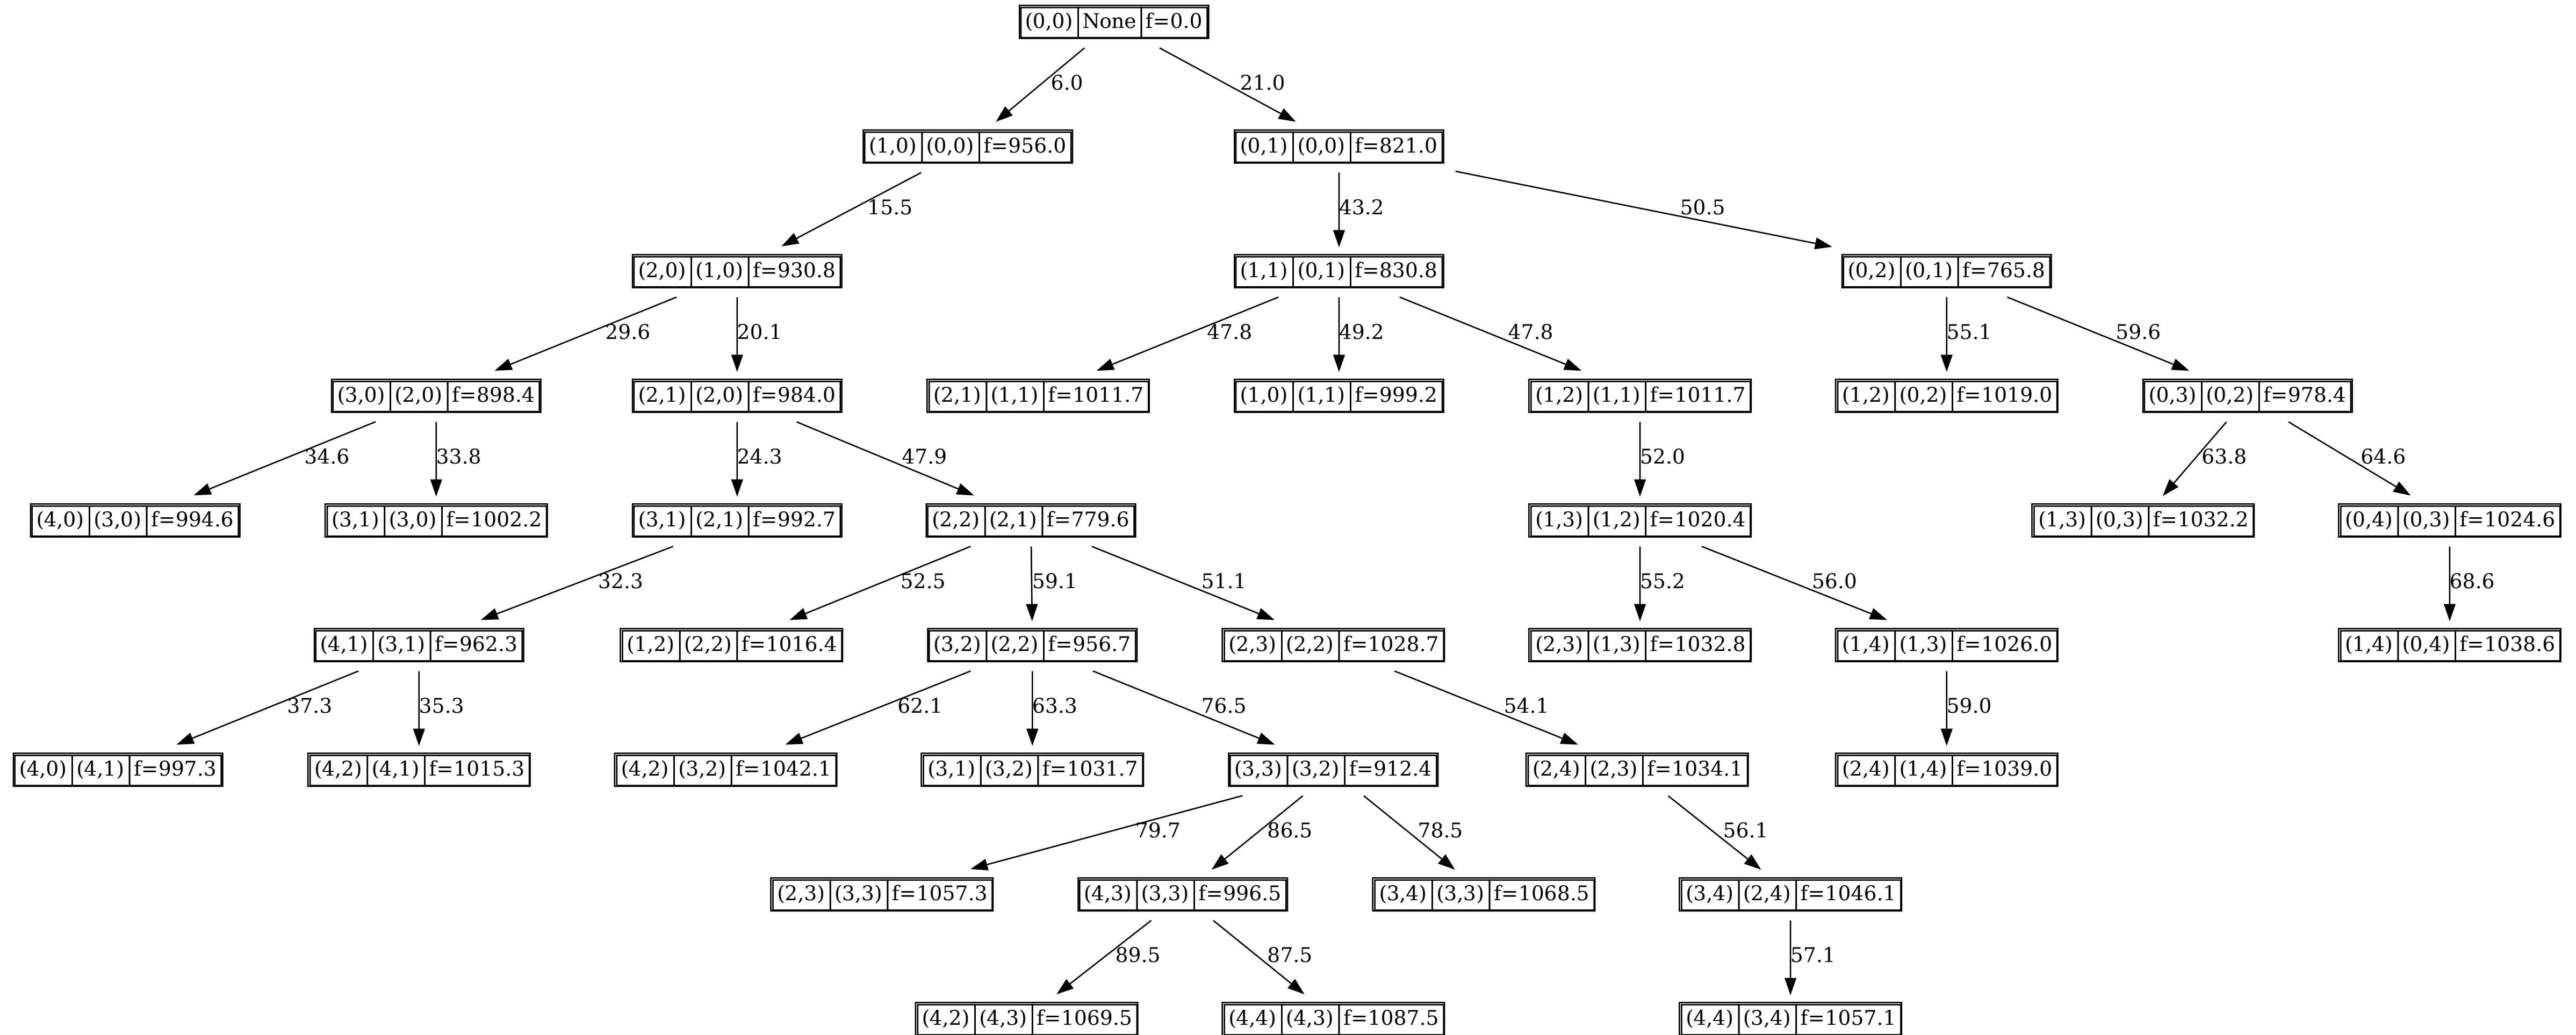 (0,0) None f=0.0
6.0 21.0
(1,0) (0,0) f=956.0 (0,1) (0,0) f=821.0
15.5 43.2 50.5
(2,0) (1,0) f=930.8 (1,1) (0,1) f=830.8 (0,2) (0,1) f=765.8
29.6 20.1 47.8 49.2 47.8 55.1 59.6
(3,0) (2,0) f=898.4 (2,1) (2,0) f=984.0 (2,1) (1,1) f=1011.7 (1,0) (1,1) f=999.2 (1,2) (1,1) f=1011.7 (1,2) (0,2) f=1019.0 (0,3) (0,2) f=978.4
34.6 33.8 24.3 47.9 52.0 63.8 64.6
(4,0) (3,0) f=994.6 (3,1) (3,0) f=1002.2 (3,1) (2,1) f=992.7 (2,2) (2,1) f=779.6 (1,3) (1,2) f=1020.4 (1,3) (0,3) f=1032.2 (0,4) (0,3) f=1024.6
32.3 52.5 59.1 51.1 55.2 56.0 68.6
(4,1) (3,1) f=962.3 (1,2) (2,2) f=1016.4 (3,2) (2,2) f=956.7 (2,3) (2,2) f=1028.7 (2,3) (1,3) f=1032.8 (1,4) (1,3) f=1026.0 (1,4) (0,4) f=1038.6
37.3 35.3 62.1 63.3 76.5 54.1 59.0
(4,0) (4,1) f=997.3 (4,2) (4,1) f=1015.3 (4,2) (3,2) f=1042.1 (3,1) (3,2) f=1031.7 (3,3) (3,2) f=912.4 (2,4) (2,3) f=1034.1 (2,4) (1,4) f=1039.0
79.7 86.5 78.5 56.1
(2,3) (3,3) f=1057.3 (4,3) (3,3) f=996.5 (3,4) (3,3) f=1068.5 (3,4) (2,4) f=1046.1
89.5 87.5 57.1
(4,2) (4,3) f=1069.5 (4,4) (4,3) f=1087.5 (4,4) (3,4) f=1057.1